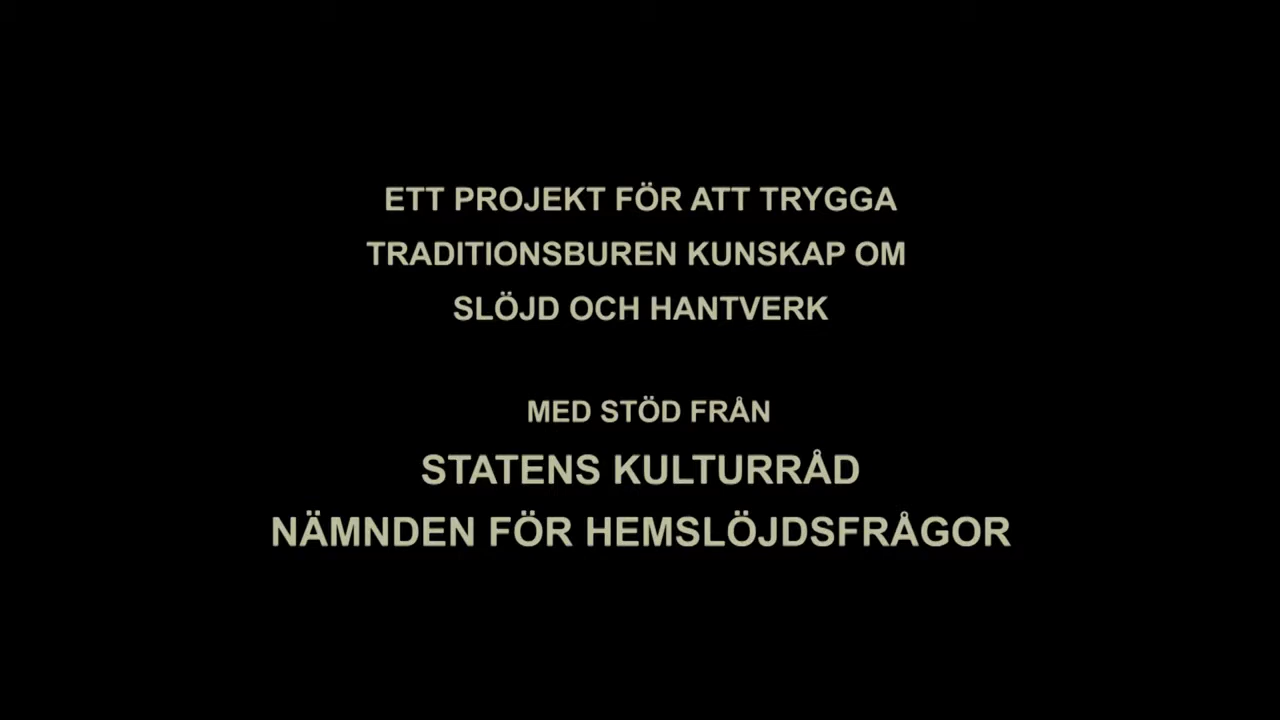 ETT PROJEKT FÖR ATT TRYGGA
TRADITIONSBUREN KUNSKAP OM
SLÖJD OCH HANTVERK
MED STÖD FRÅN
STATENS KULTURRÅD
NÄMNDEN FÖR HEMSLÖJDSFRÅGOR